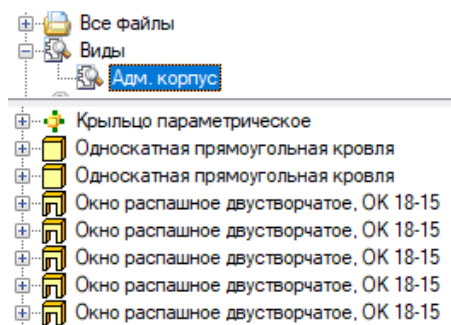 Все файлы
Виды
Адм. корпус
Крыльцо параметрическое
Односкатная прямоугольная кровля
Односкатная прямоугольная кровля
Окно распашное двустворчатое, ОК 18-15
Окно распашное двустворчатое, ОК 18-15
Окно распашное двустворчатое, ОК 18-15
Окно распашное двустворчатое, ОК 18-15
Окно распашное двустворчатое, ОК 18-15